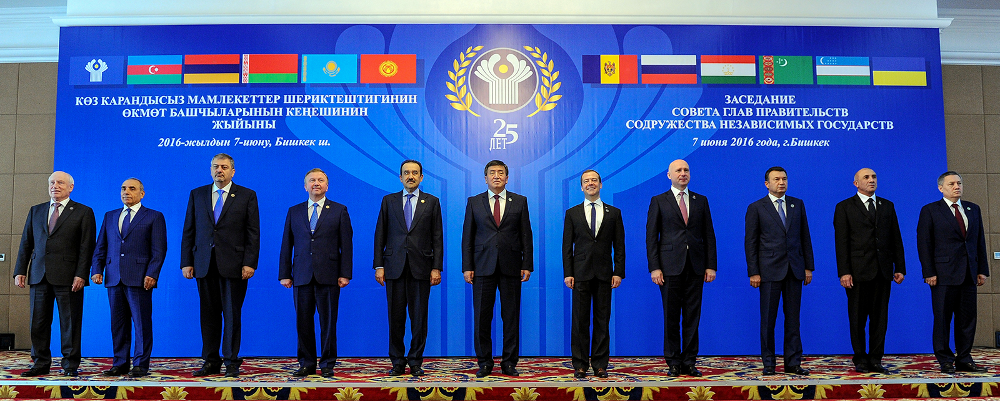 КӨЗ КАРАНДЫСЫЗ МАМЛЕКЕТТЕР ШЕРИКТЕШТИГИНИН
ӨКМӨТ БАШЧЫЛАРЫНЫН КЕҢЕШИНИН
ЖЫЙЫНЫ
2016-жылдын 7-июну, Бишкек ш.
25
ЛЕТ
ЗАСЕДАНИЕ
СОВЕТА ГЛАВ ПРАВИТЕЛЬСТВ
СОДРУЖЕСТВА НЕЗАВИСИМЫХ ГОСУДАРСТВ
7 июня 2016 года, г.Бишкек